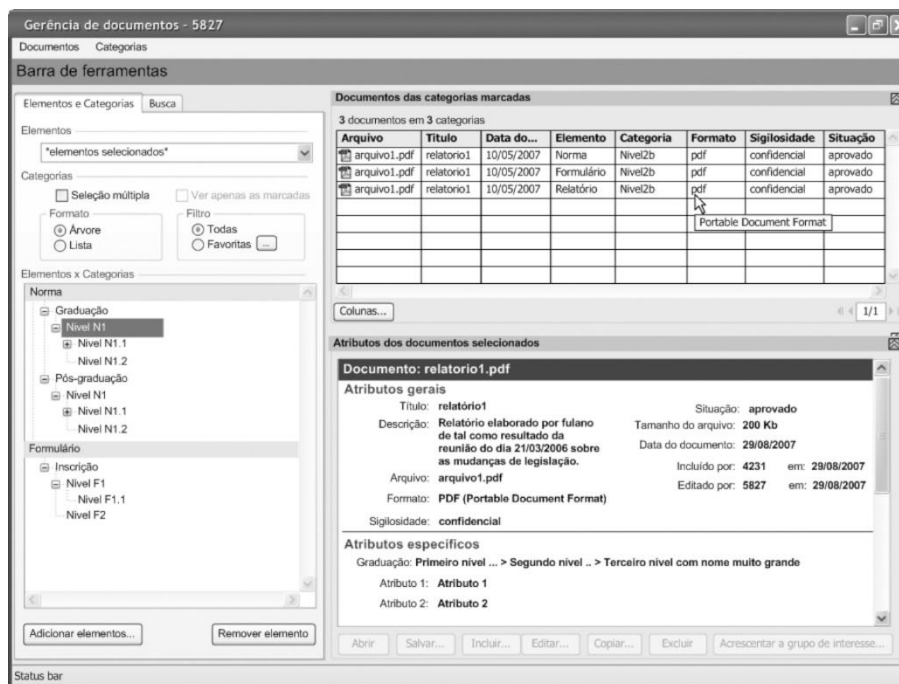 Gerência de documentos - 5827
Documentos Categorias
Barra de ferramentas
Elementos e Categorias Busca
Elementos
*elementos selecionados*
Categorias
Seleção múltipla Ver apenas as marcadas
Formato Filtro
Árvore Todas
Lista Favoritas ...
Elementos x Categorias
Norma
Graduação
Nivel N1
Nivel N1.1
Nivel N1.2
Pós-graduação
Nivel N1
Nivel N1.1
Nivel N1.2
Formulário
Inscrição
Nivel F1
Nivel F1.1
Nivel F2
Adicionar elementos... Remover elemento
Documentos das categorias marcadas
3 documentos em 3 categorias
Arquivo Titulo Data do... Elemento Categoria Formato Sigilosidade Situação
arquivo1.pdf relatorio1 10/05/2007 Norma Nivel2b pdf confidencial aprovado
arquivo1.pdf relatorio1 10/05/2007 Formulário Nivel2b pdf confidencial aprovado
arquivo1.pdf relatorio1 10/05/2007 Relatório Nivel2b pdf confidencial aprovado
Portable Document Format
Colunas... 1/1
Atributos dos documentos selecionados
Documento: relatorio1.pdf
Atributos gerais
Título: relatório1
Descrição: Relatório elaborado por fulano
de tal como resultado da
reunião do dia 21/03/2006 sobre
as mudanças de legislação.
Arquivo: arquivo1.pdf
Formato: PDF (Portable Document Format)
Sigilosidade: confidencial
Situação: aprovado
Tamanho do arquivo: 200 Kb
Data do documento: 29/08/2007
Incluído por: 4231 em: 29/08/2007
Editado por: 5827 em: 29/08/2007
Atributos específicos
Graduação: Primeiro nivel ... > Segundo nivel .. > Terceiro nivel com nome muito grande
Atributo 1: Atributo 1
Atributo 2: Atributo 2
Abrir Salvar... Incluir... Editar... Copiar... Excluir Acrescentar a grupo de interesse...
Status bar